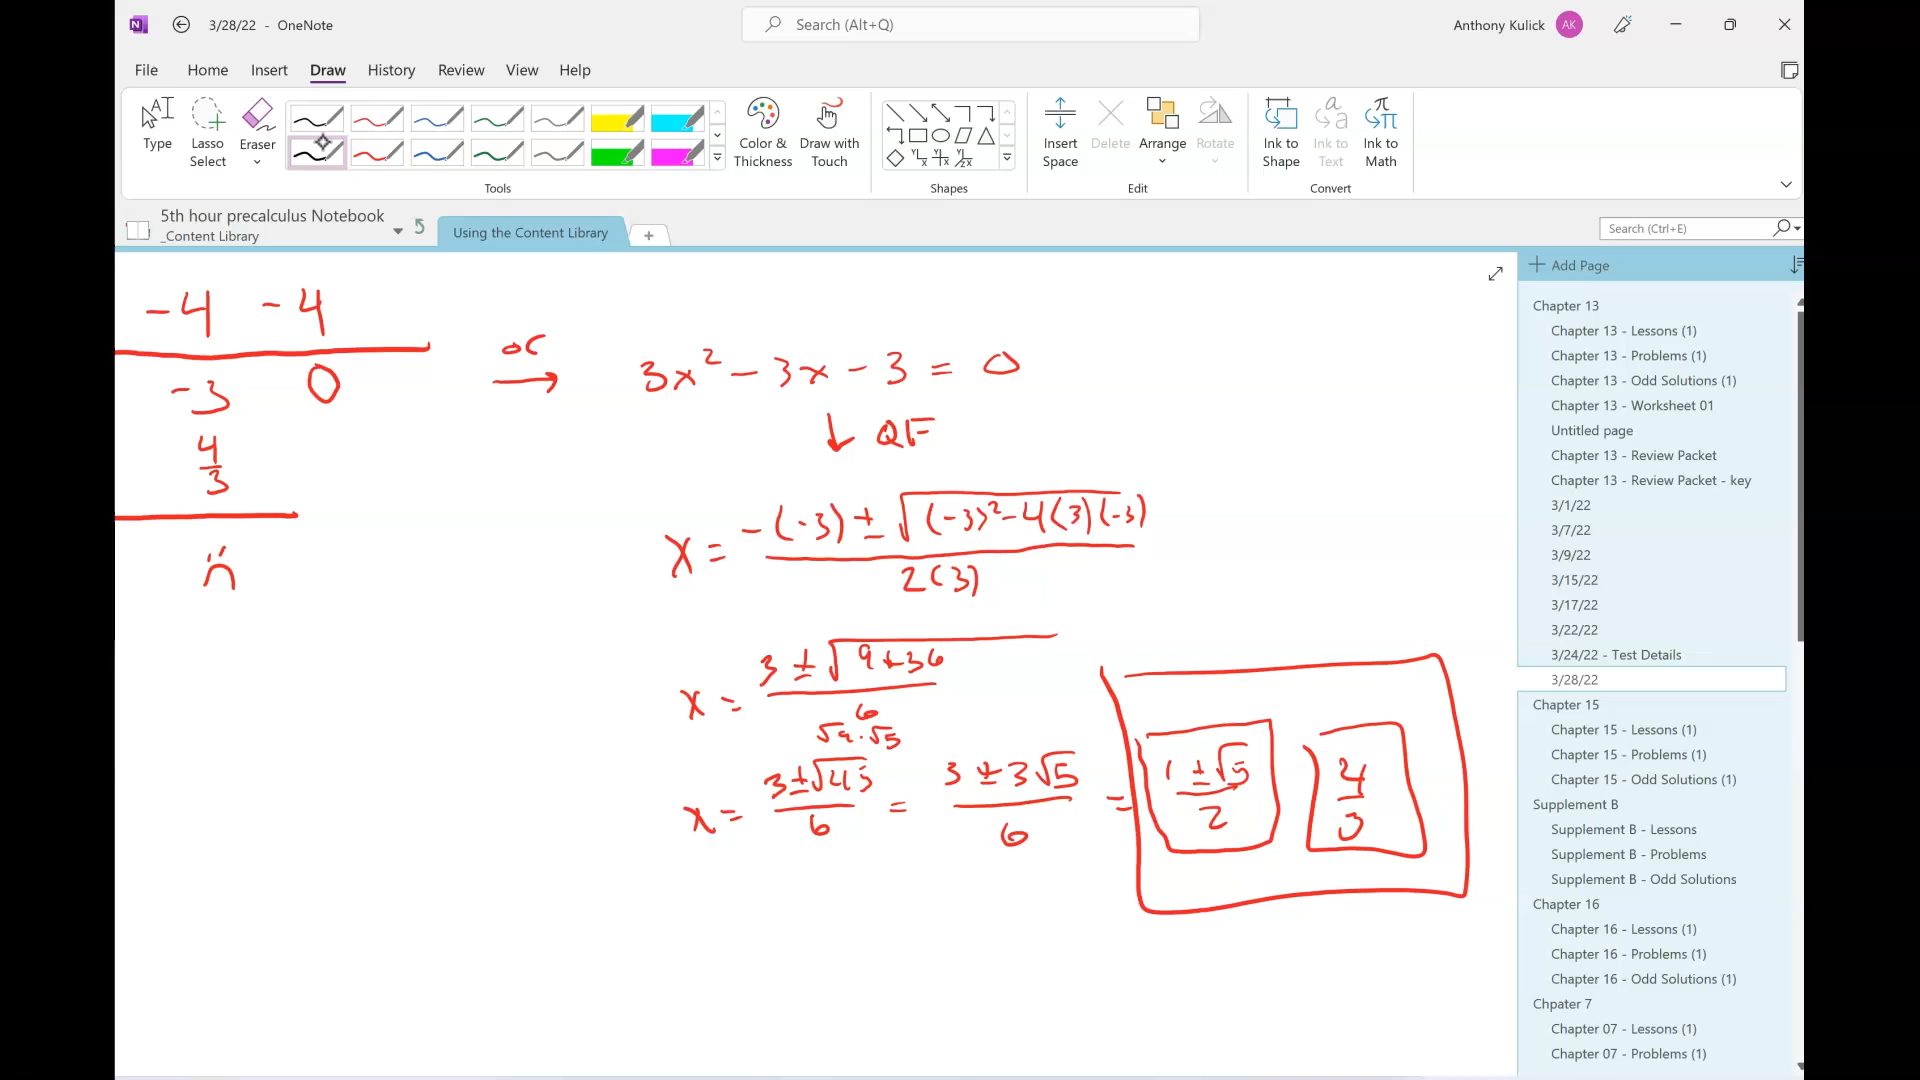 3/28/22 - OneNote
Search (Alt+Q)
Anthony Kulick AK
File Home Insert Draw History Review View Help
Type
Lasso Select
Eraser
Color & Thickness
Draw with Touch
Insert Space
Delete
Arrange
Rotate
Ink to Shape
Ink to Text
Ink to Math
Tools Shapes Edit Convert
5th hour precalculus Notebook
_Content Library
Using the Content Library
Search (Ctrl+E)
-4 -4
-3 0
4/3
or →
3x² - 3x - 3 = 0
↓ QF
x = (-(-3) ± √((-3)² - 4(3)(-3))) / 2(3)
x = (3 ± √(9+36)) / 6
√9 · √5
x = (3 ± √45) / 6 = (3 ± 3√5) / 6 = (1 ± √5) / 2
Add Page
Chapter 13
Chapter 13 - Lessons (1)
Chapter 13 - Problems (1)
Chapter 13 - Odd Solutions (1)
Chapter 13 - Worksheet 01
Untitled page
Chapter 13 - Review Packet
Chapter 13 - Review Packet - key
3/1/22
3/7/22
3/9/22
3/15/22
3/17/22
3/22/22
3/24/22 - Test Details
3/28/22
Chapter 15
Chapter 15 - Lessons (1)
Chapter 15 - Problems (1)
Chapter 15 - Odd Solutions (1)
Supplement B
Supplement B - Lessons
Supplement B - Problems
Supplement B - Odd Solutions
Chapter 16
Chapter 16 - Lessons (1)
Chapter 16 - Problems (1)
Chapter 16 - Odd Solutions (1)
Chpater 7
Chapter 07 - Lessons (1)
Chapter 07 - Problems (1)